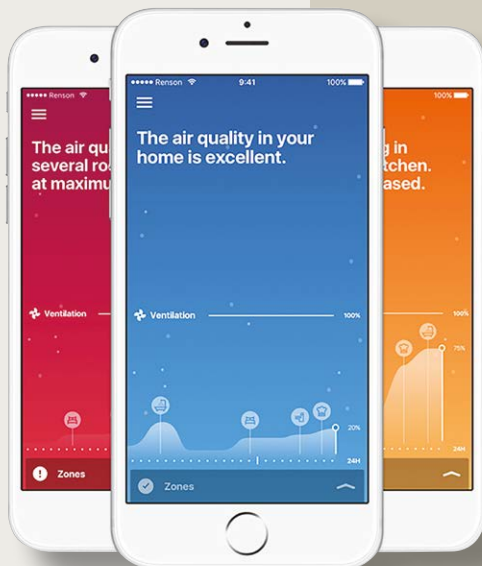 Renson
The air qu
several ro
at maximu
Ventilation
Zones
Renson 9:41 100%
The air quality in your
home is excellent.
Ventilation 100%
20%
24H
Zones
100%
g in
tchen.
ased.
100%
75%
24H